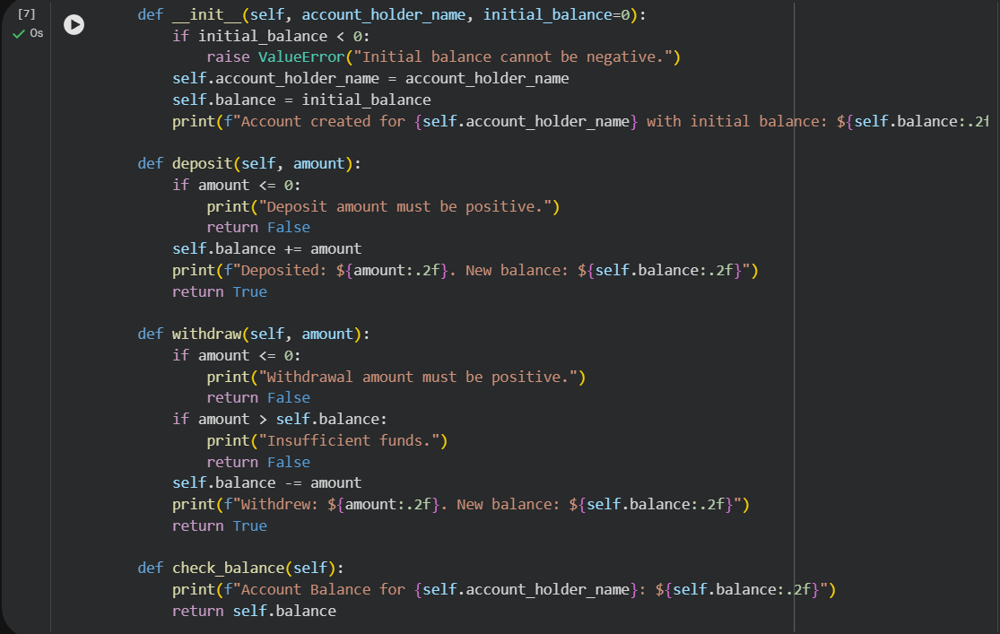 [7]
0s
def __init__(self, account_holder_name, initial_balance=0):
    if initial_balance < 0:
        raise ValueError("Initial balance cannot be negative.")
    self.account_holder_name = account_holder_name
    self.balance = initial_balance
    print(f"Account created for {self.account_holder_name} with initial balance: ${self.balance:.2f

def deposit(self, amount):
    if amount <= 0:
        print("Deposit amount must be positive.")
        return False
    self.balance += amount
    print(f"Deposited: ${amount:.2f}. New balance: ${self.balance:.2f}")
    return True

def withdraw(self, amount):
    if amount <= 0:
        print("Withdrawal amount must be positive.")
        return False
    if amount > self.balance:
        print("Insufficient funds.")
        return False
    self.balance -= amount
    print(f"Withdrew: ${amount:.2f}. New balance: ${self.balance:.2f}")
    return True

def check_balance(self):
    print(f"Account Balance for {self.account_holder_name}: ${self.balance:.2f}")
    return self.balance